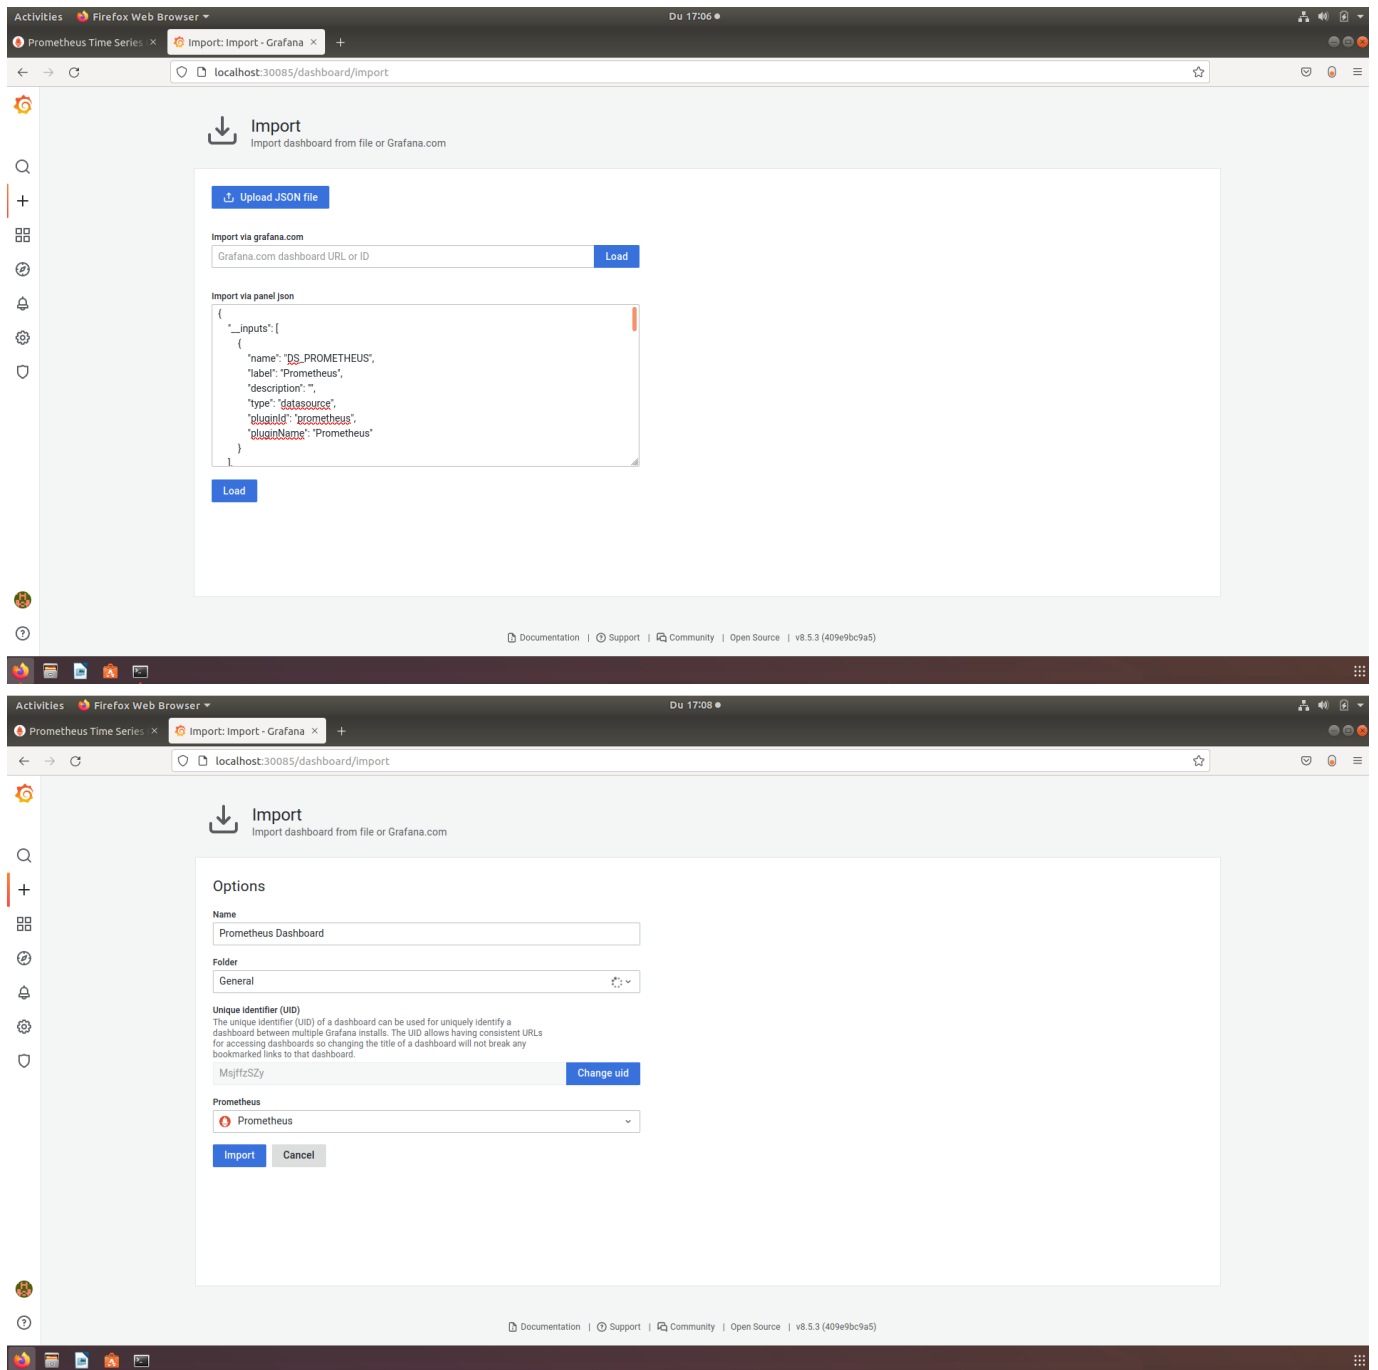 Activities Firefox Web Browser Du 17:06
Prometheus Time Series × Import: Import - Grafana × +
localhost:30085/dashboard/import
Import
Import dashboard from file or Grafana.com
Upload JSON file
Import via grafana.com
Grafana.com dashboard URL or ID Load
Import via panel json
{
"__inputs": [
{
"name": "DS_PROMETHEUS",
"label": "Prometheus",
"description": "",
"type": "datasource",
"pluginId": "prometheus",
"pluginName": "Prometheus"
}
],
Load
Documentation | Support | Community | Open Source | v8.5.3 (409e9bc9a5)
Activities Firefox Web Browser Du 17:08
Prometheus Time Series × Import: Import - Grafana × +
localhost:30085/dashboard/import
Import
Import dashboard from file or Grafana.com
Options
Name
Prometheus Dashboard
Folder
General
Unique identifier (UID)
The unique identifier (UID) of a dashboard can be used for uniquely identify a
dashboard between multiple Grafana installs. The UID allows having consistent URLs
for accessing dashboards so changing the title of a dashboard will not break any
bookmarked links to that dashboard.
MsjffzSZy Change uid
Prometheus
Prometheus
Import Cancel
Documentation | Support | Community | Open Source | v8.5.3 (409e9bc9a5)